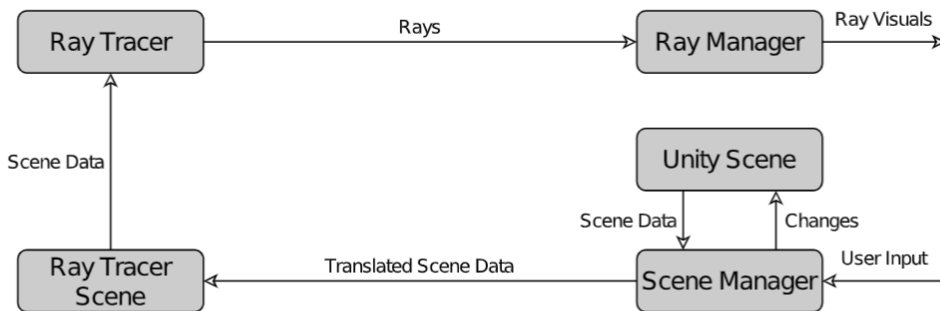 Ray Tracer
Rays
Ray Manager
Ray Visuals
Scene Data
Unity Scene
Scene Data
Changes
Ray Tracer
Scene
Translated Scene Data
Scene Manager
User Input